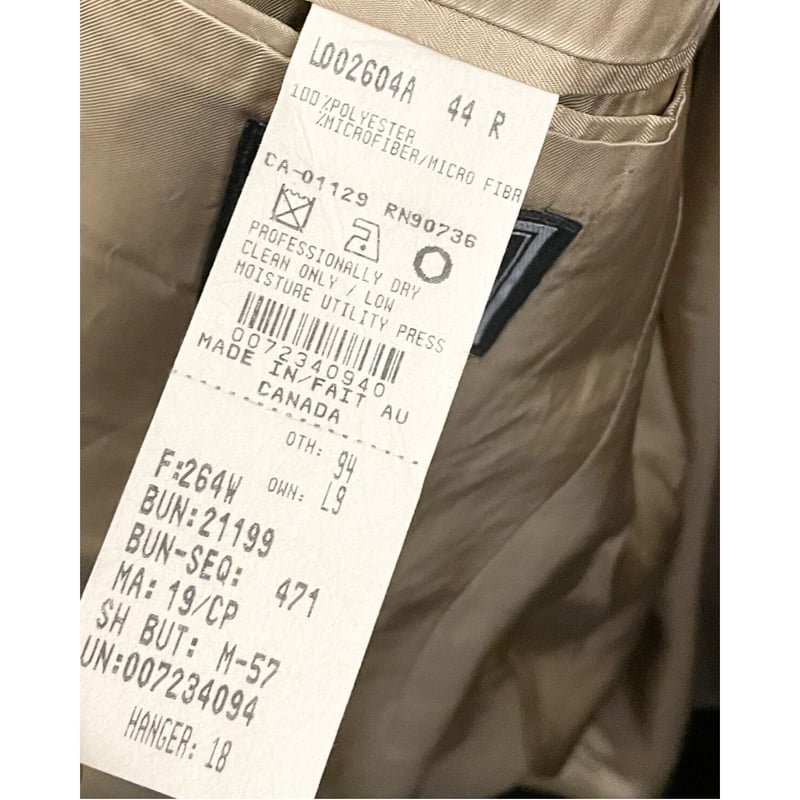 L002604A 44 R
100%POLYESTER
%MICROFIBER/MICRO FIBR
CA-01129 RN90736
PROFESSIONALLY DRY
CLEAN ONLY / LOW
MOISTURE UTILITY PRESS
0072340940
MADE IN/FAIT AU
CANADA
OTH: 94
F:264W OWN: L9
BUN:21199
BUN-SEQ: 471
MA: 19/CP
SH BUT: M-57
UN:007234094
HANGER: 18